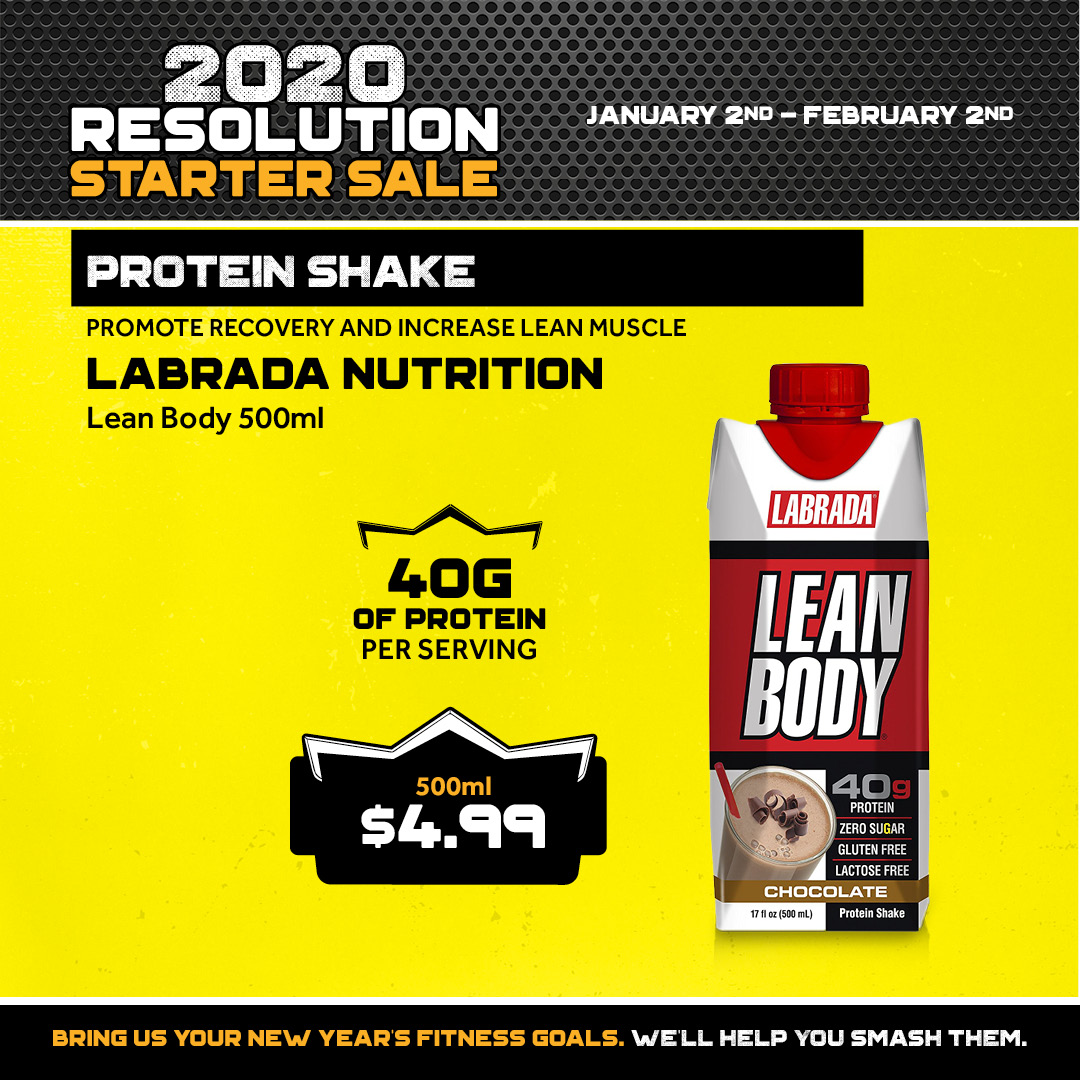 2020
RESOLUTION
STARTER SALE
JANUARY 2ND – FEBRUARY 2ND
PROTEIN SHAKE
PROMOTE RECOVERY AND INCREASE LEAN MUSCLE
LABRADA NUTRITION
Lean Body 500ml
40G
OF PROTEIN
PER SERVING
500ml
$4.99
LABRADA®
LEAN
BODY®
40g
PROTEIN
ZERO SUGAR
GLUTEN FREE
LACTOSE FREE
CHOCOLATE
17 fl oz (500 mL)
Protein Shake
BRING US YOUR NEW YEAR'S FITNESS GOALS. WE'LL HELP YOU SMASH THEM.